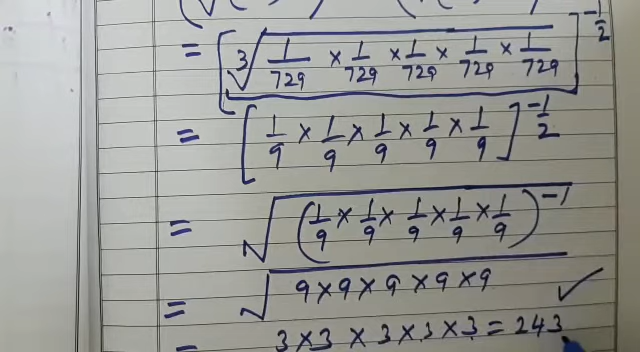 = [∛(1/729 × 1/729 × 1/729 × 1/729 × 1/729)]^(-1/2)
= [1/9 × 1/9 × 1/9 × 1/9 × 1/9]^(-1/2)
= √(1/9 × 1/9 × 1/9 × 1/9 × 1/9)^(-1)
= √(9×9×9×9×9) ✓
= 3×3×3×3×3 = 243